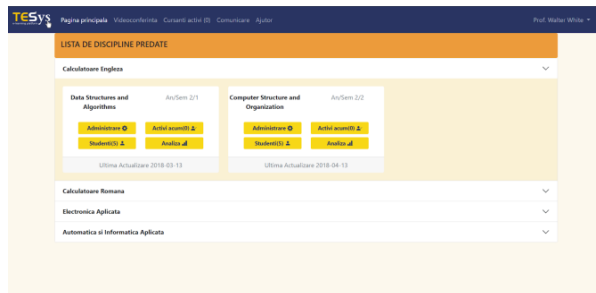 TESys
Pagina principala Videoconferinta Cursanti activi (0) Comunicare Ajutor Prof. Walter White
LISTA DE DISCIPLINE PREDATE
Calculatoare Engleza
Data Structures and An/Sem 2/1
Algorithms
Administrare Activi acum(0)
Studenti(5) Analiza
Ultima Actualizare 2018-03-13
Computer Structure and An/Sem 2/2
Organization
Administrare Activi acum(0)
Studenti(5) Analiza
Ultima Actualizare 2018-04-13
Calculatoare Romana
Electronica Aplicata
Automatica si Informatica Aplicata